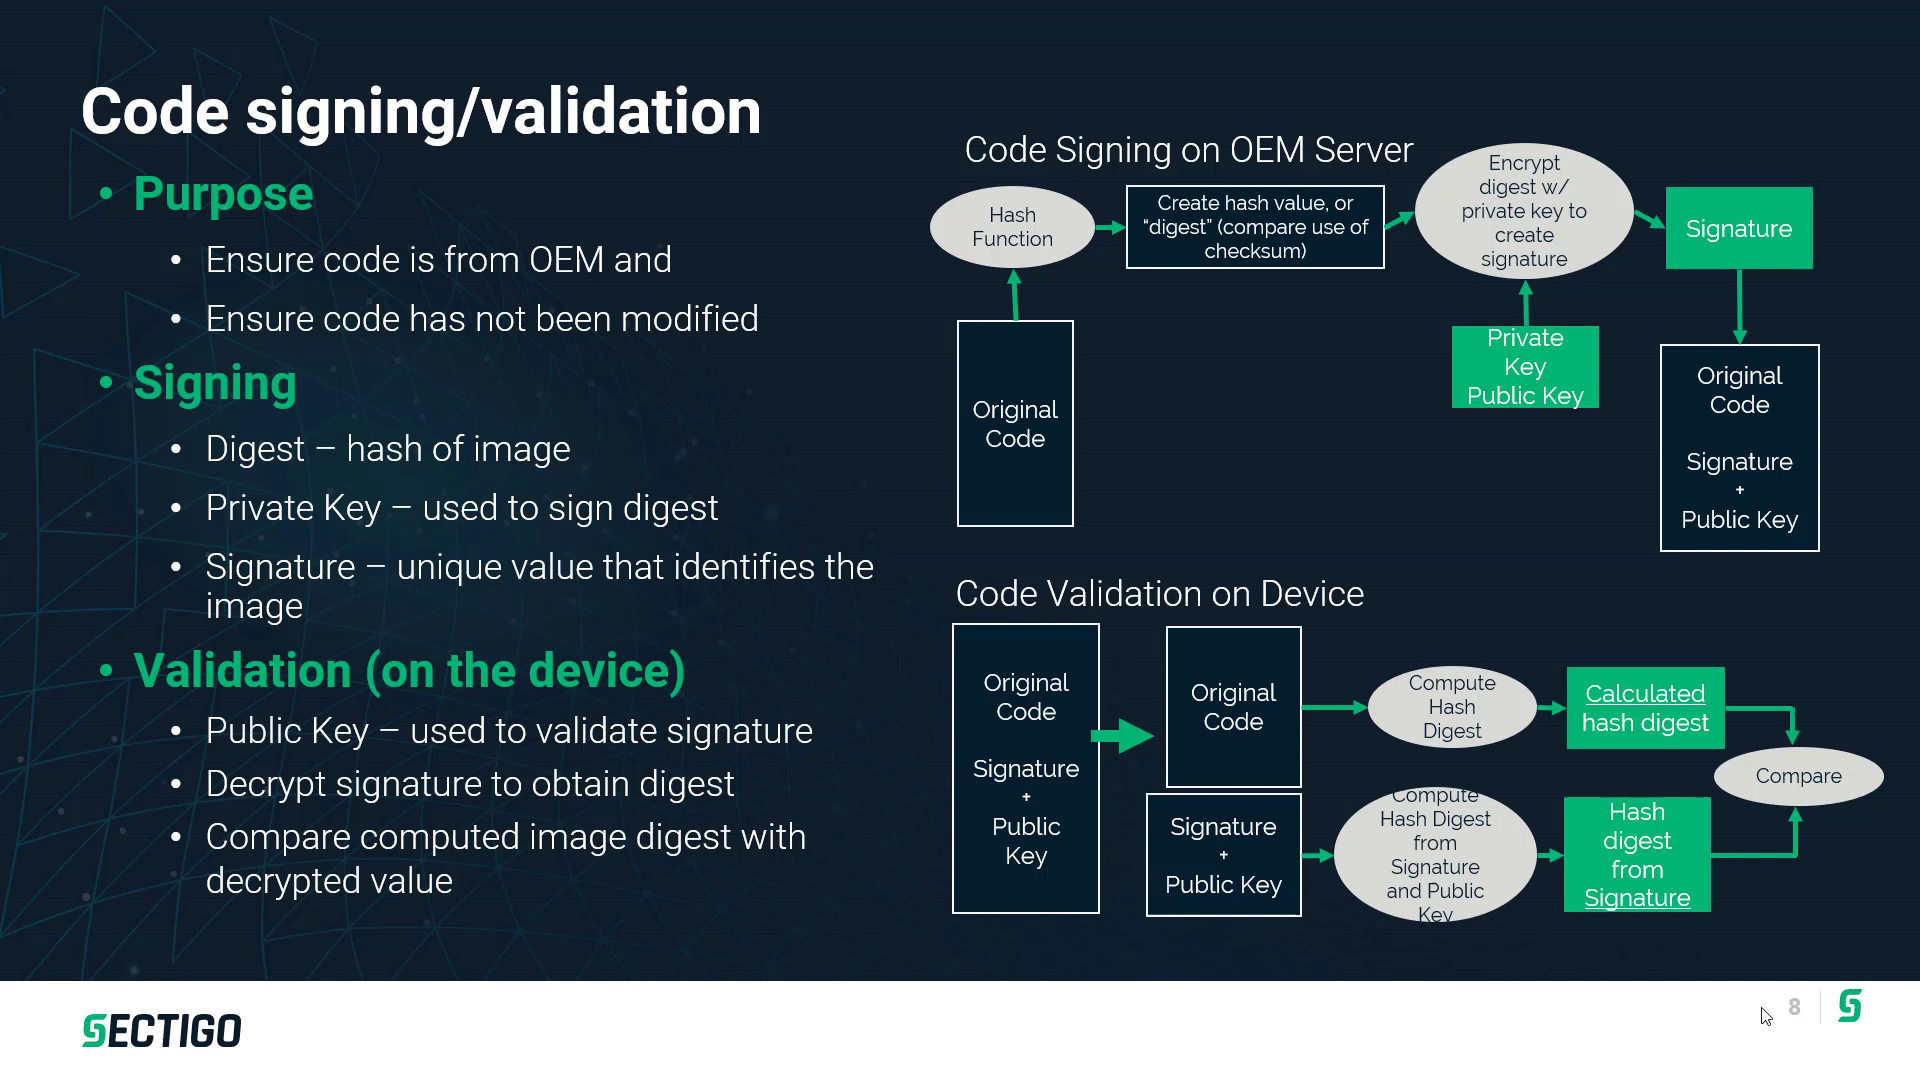 Code signing/validation
• Purpose
• Ensure code is from OEM and
• Ensure code has not been modified
• Signing
• Digest – hash of image
• Private Key – used to sign digest
• Signature – unique value that identifies the
image
• Validation (on the device)
• Public Key – used to validate signature
• Decrypt signature to obtain digest
• Compare computed image digest with
decrypted value
Code Signing on OEM Server
Hash
Function
Create hash value, or
“digest” (compare use of
checksum)
Encrypt
digest w/
private key to
create
signature
Signature
Original
Code
Private
Key
Public Key
Original
Code
Signature
+
Public Key
Code Validation on Device
Original
Code
Signature
+
Public
Key
Original
Code
Signature
+
Public Key
Compute
Hash
Digest
Calculated
hash digest
Compute
Hash Digest
from
Signature
and Public
Key
Hash
digest
from
Signature
Compare
SECTIGO
8
S